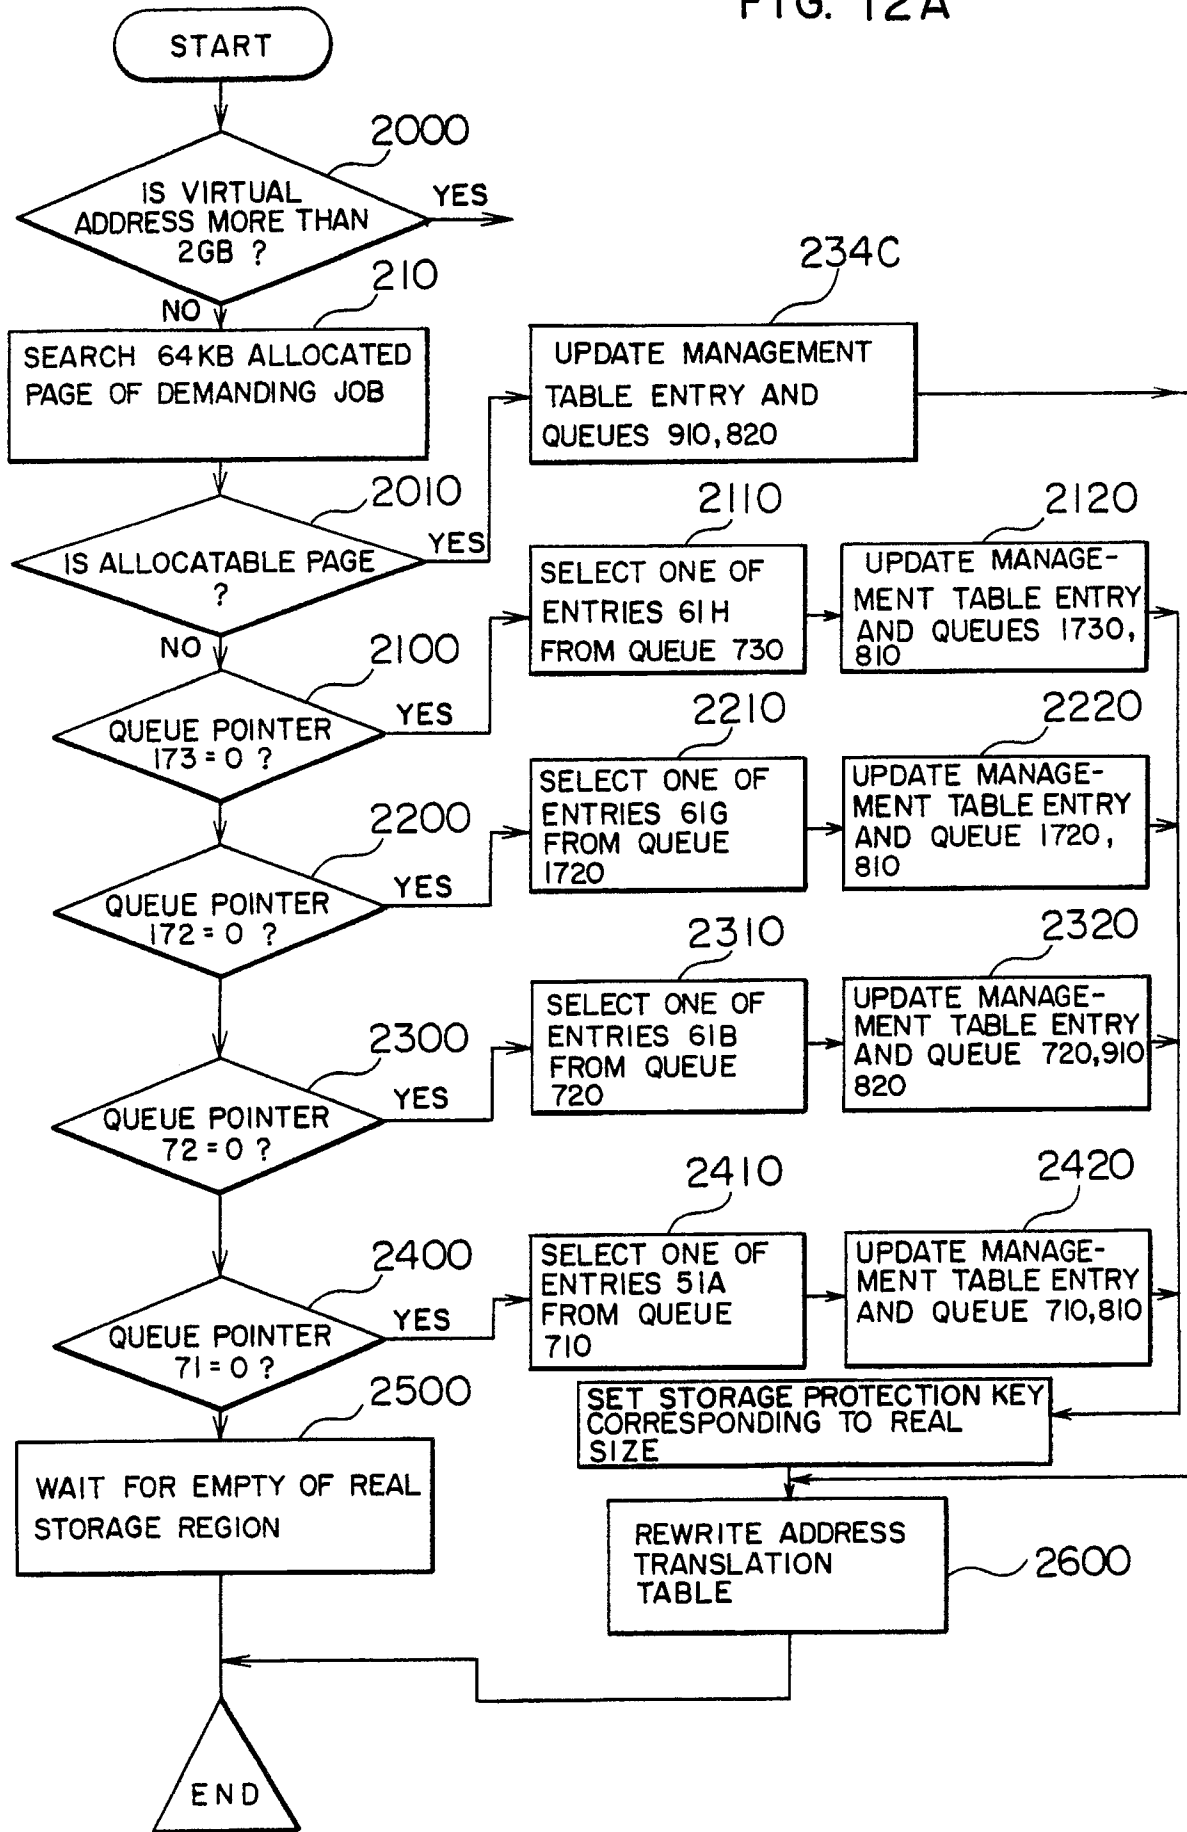 FIG. 12A
START
2000
IS VIRTUAL
ADDRESS MORE THAN
2GB ?
YES
NO
210
SEARCH 64KB ALLOCATED
PAGE OF DEMANDING JOB
234C
UPDATE MANAGEMENT
TABLE ENTRY AND
QUEUES 910,820
2010
IS ALLOCATABLE PAGE
?
YES
NO
2110
SELECT ONE OF
ENTRIES 61H
FROM QUEUE 730
2120
UPDATE MANAGE-
MENT TABLE ENTRY
AND QUEUES 1730,
810
2100
QUEUE POINTER
173=0 ?
YES
2210
SELECT ONE OF
ENTRIES 61G
FROM QUEUE
1720
2220
UPDATE MANAGE-
MENT TABLE ENTRY
AND QUEUE 1720,
810
2200
QUEUE POINTER
172=0 ?
YES
2310
SELECT ONE OF
ENTRIES 61B
FROM QUEUE
720
2320
UPDATE MANAGE-
MENT TABLE ENTRY
AND QUEUE 720,910
820
2300
QUEUE POINTER
72=0 ?
YES
2410
SELECT ONE OF
ENTRIES 51A
FROM QUEUE
710
2420
UPDATE MANAGE-
MENT TABLE ENTRY
AND QUEUE 710,810
2400
QUEUE POINTER
71=0 ?
YES
SET STORAGE PROTECTION KEY
CORRESPONDING TO REAL
SIZE
2500
WAIT FOR EMPTY OF REAL
STORAGE REGION
REWRITE ADDRESS
TRANSLATION
TABLE
2600
END